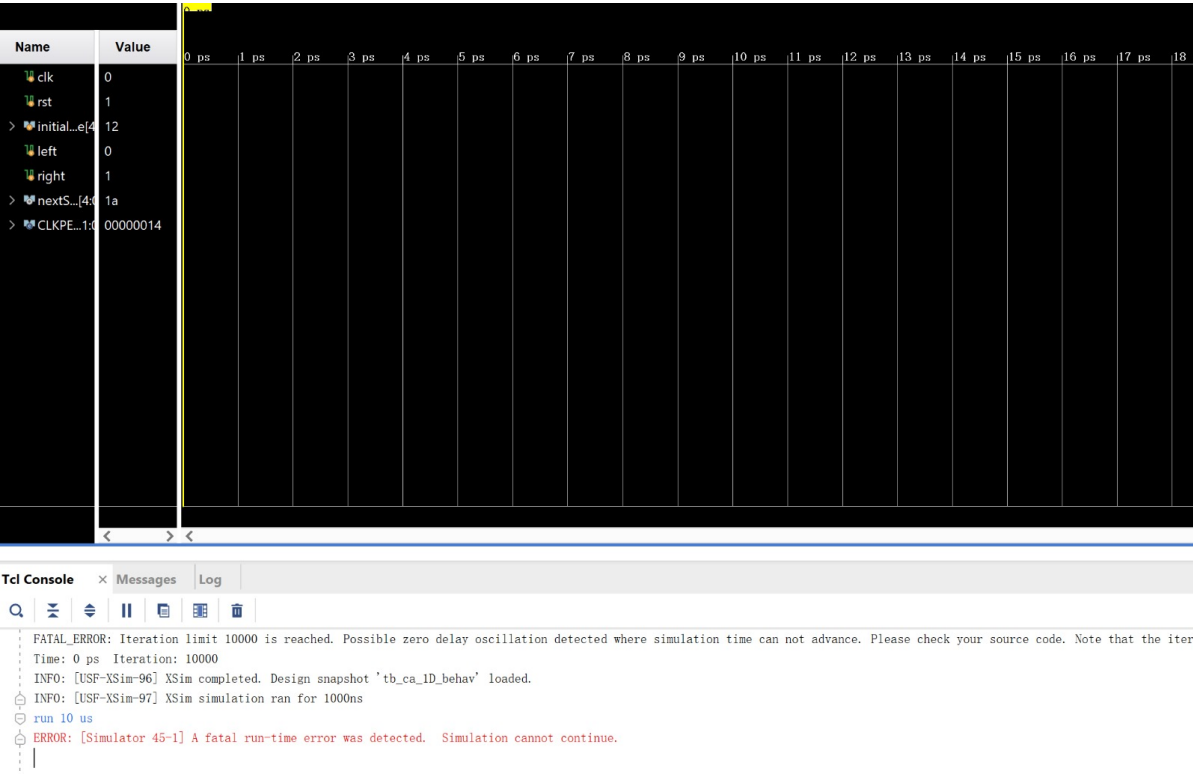 Name Value
0 ps 1 ps 2 ps 3 ps 4 ps 5 ps 6 ps 7 ps 8 ps 9 ps 10 ps 11 ps 12 ps 13 ps 14 ps 15 ps 16 ps 17 ps 18
clk 0
rst 1
initial...e[4 12
left 0
right 1
nextS...[4:0 1a
CLKPE...1:0 00000014
Tcl Console × Messages Log
FATAL_ERROR: Iteration limit 10000 is reached. Possible zero delay oscillation detected where simulation time can not advance. Please check your source code. Note that the iter
Time: 0 ps Iteration: 10000
INFO: [USF-XSim-96] XSim completed. Design snapshot 'tb_ca_1D_behav' loaded.
INFO: [USF-XSim-97] XSim simulation ran for 1000ns
run 10 us
ERROR: [Simulator 45-1] A fatal run-time error was detected. Simulation cannot continue.